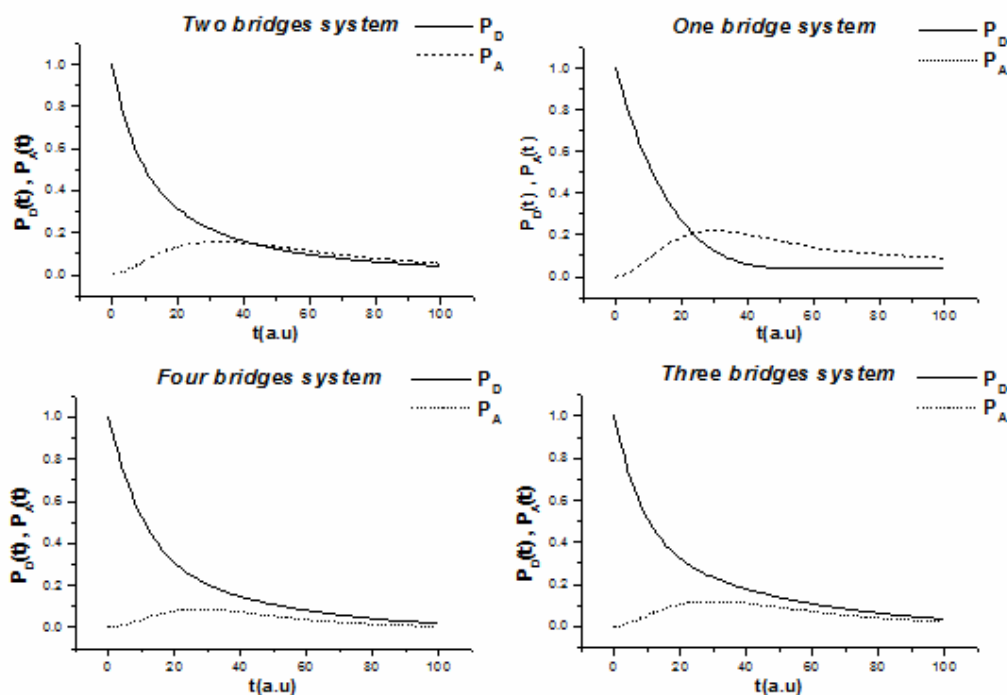 Two bridges system
P_D
P_A
P_D(t) , P_A(t)
1.0
0.8
0.6
0.4
0.2
0.0
0 20 40 60 80 100
t(a.u)
One bridge system
P_D
P_A
P_D(t) , P_A(t)
1.0
0.8
0.6
0.4
0.2
0.0
0 20 40 60 80 100
t(a.u)
Four bridges system
P_D
P_A
P_D(t) , P_A(t)
1.0
0.8
0.6
0.4
0.2
0.0
0 20 40 60 80 100
t(a.u)
Three bridges system
P_D
P_A
P_D(t) , P_A(t)
1.0
0.8
0.6
0.4
0.2
0.0
0 20 40 60 80 100
t(a.u)